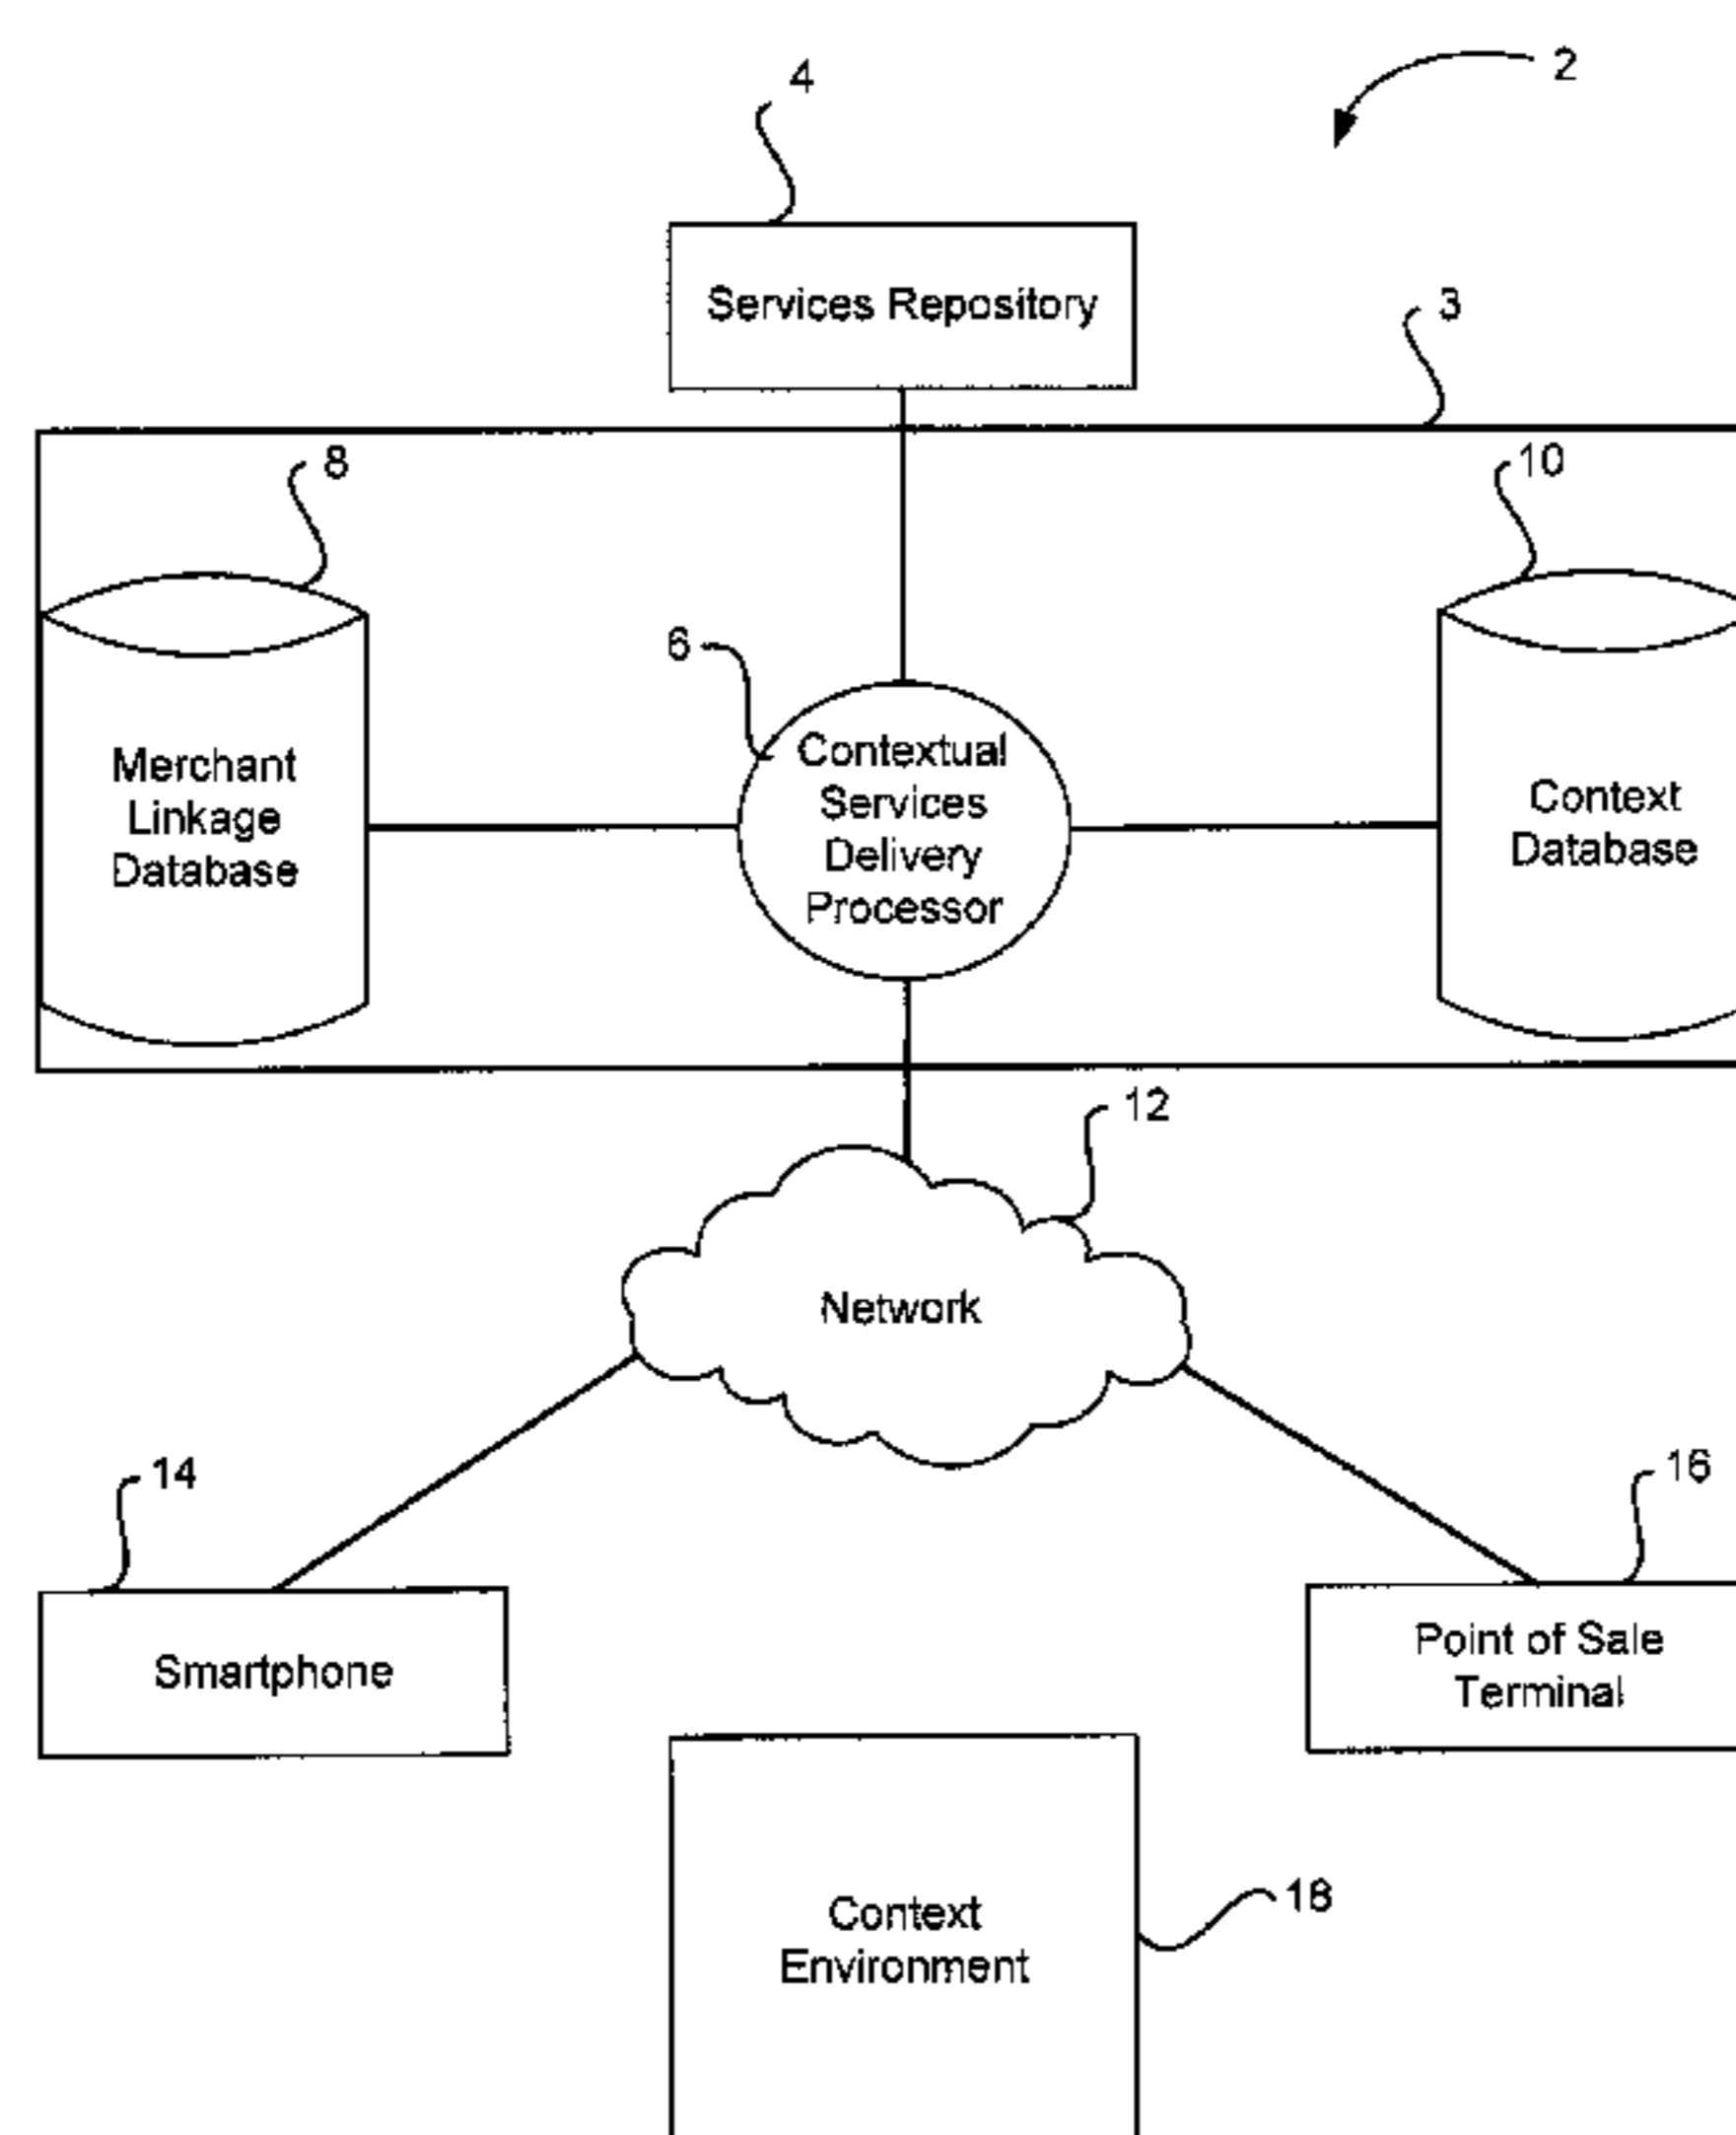 2
4
Services Repository
3
8
10
6
Merchant
Linkage
Database
Contextual
Services
Delivery
Processor
Context
Database
12
Network
14
16
Smartphone
Point of Sale
Terminal
Context
Environment
18